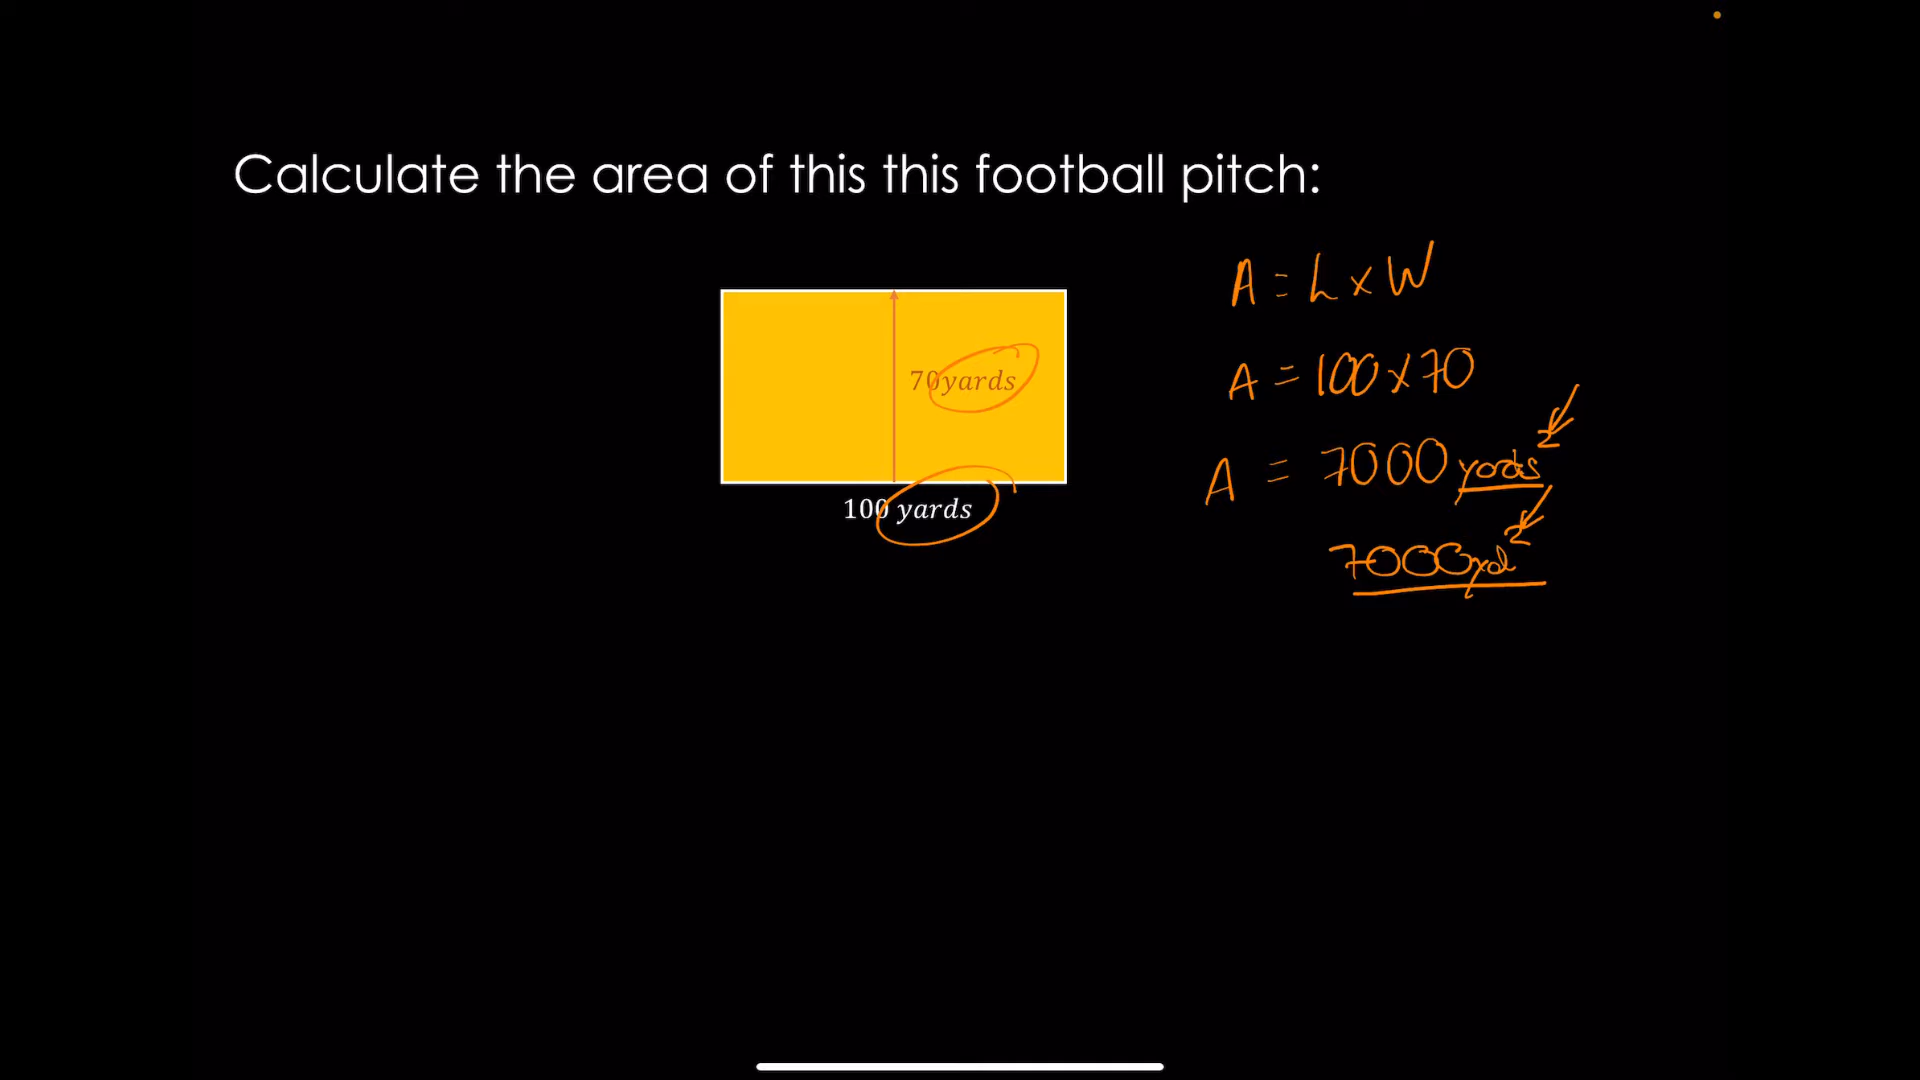 Calculate the area of this this football pitch:
A = L x W
70yards
A = 100 x 70
A = 7000 yards²
100 yards
7000yd²